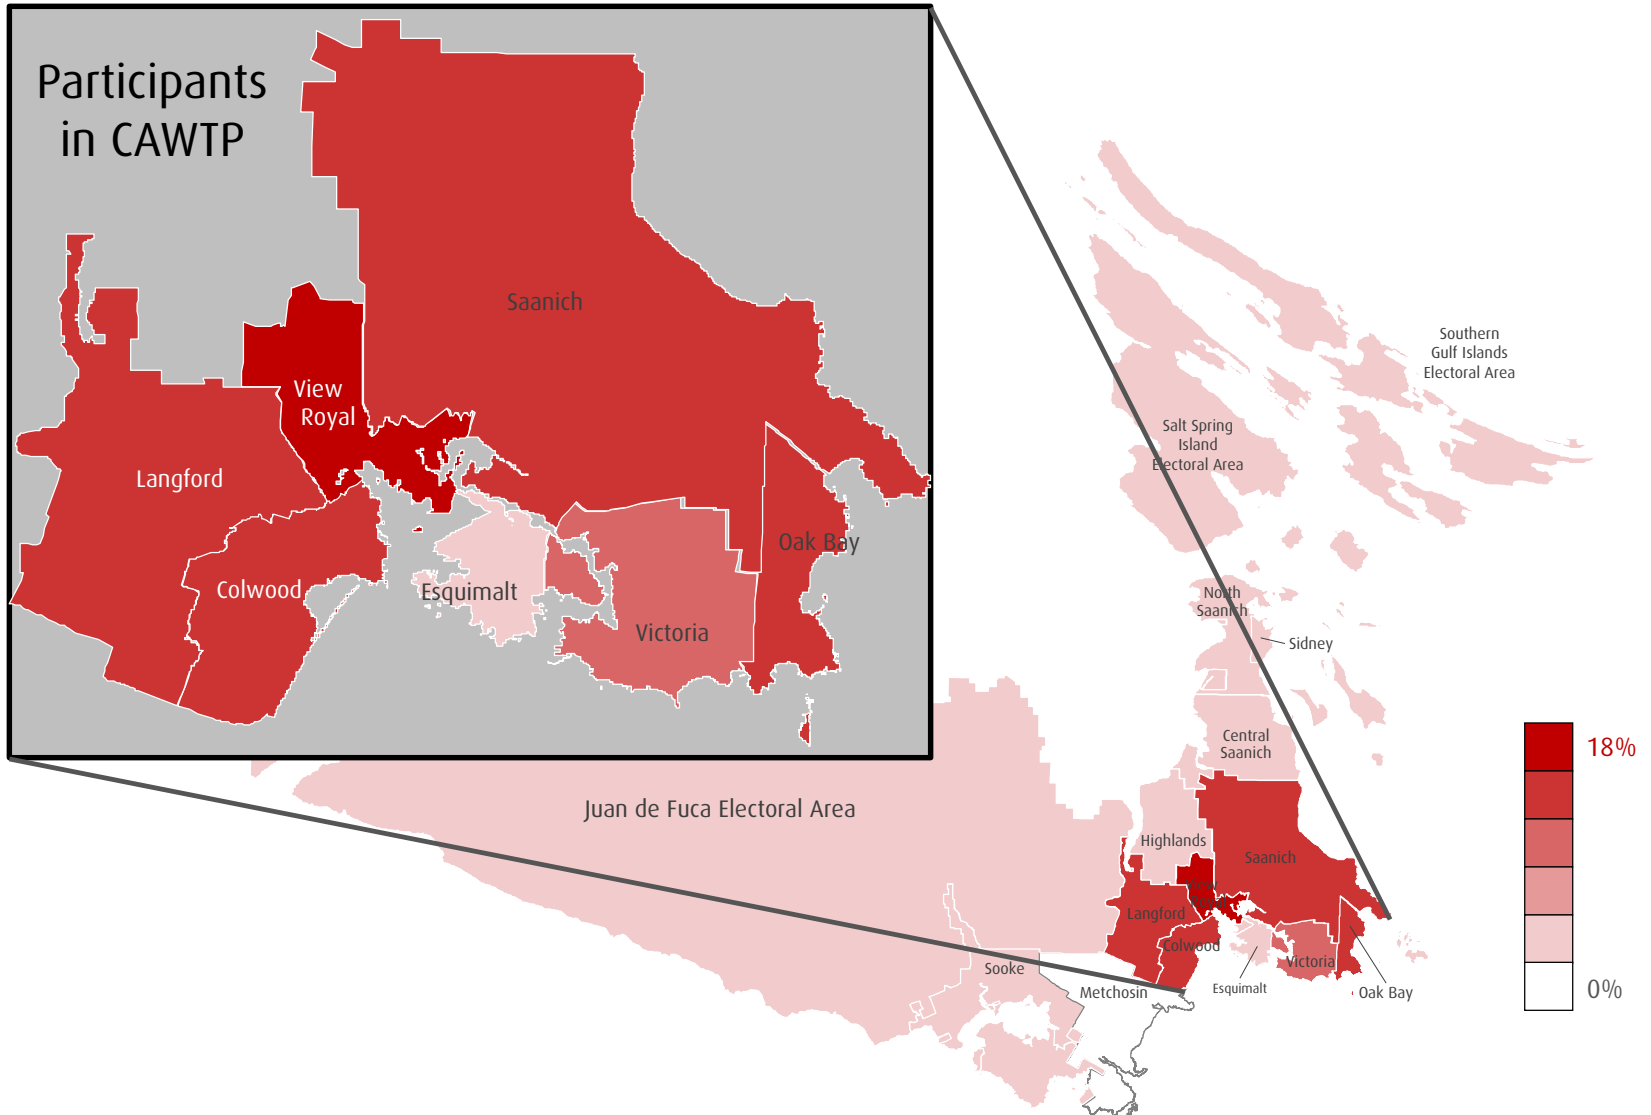 Participants
in CAWTP
Saanich
View
Royal
Langford
Oak Bay
Colwood
Esquimalt
Victoria
Southern
Gulf Islands
Electoral Area
Salt Spring
Island
Electoral Area
North
Saanich
Sidney
Central
Saanich
18%
Juan de Fuca Electoral Area
Highlands
Saanich
View
Royal
Langford
Colwood
Victoria
Sooke
Esquimalt
Metchosin
Oak Bay
0%